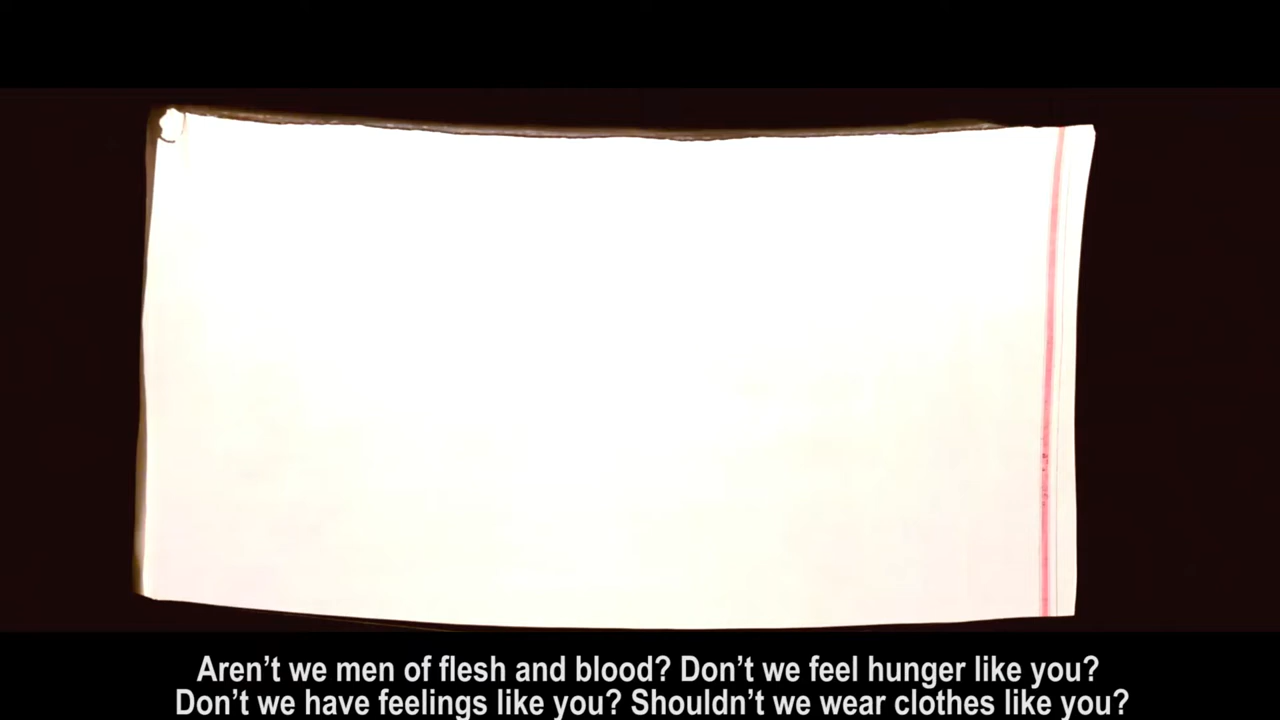 Aren't we men of flesh and blood? Don't we feel hunger like you?
Don't we have feelings like you? Shouldn't we wear clothes like you?